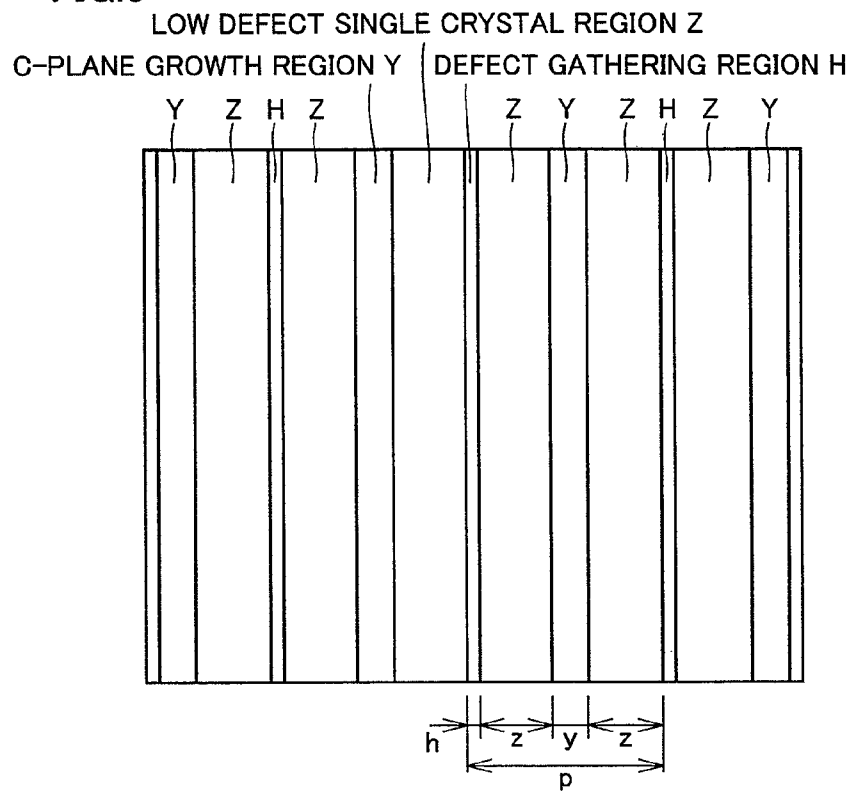 LOW DEFECT SINGLE CRYSTAL REGION Z
C-PLANE GROWTH REGION Y DEFECT GATHERING REGION H
Y Z H Z Z Y Z H Z Y
h z y z
p